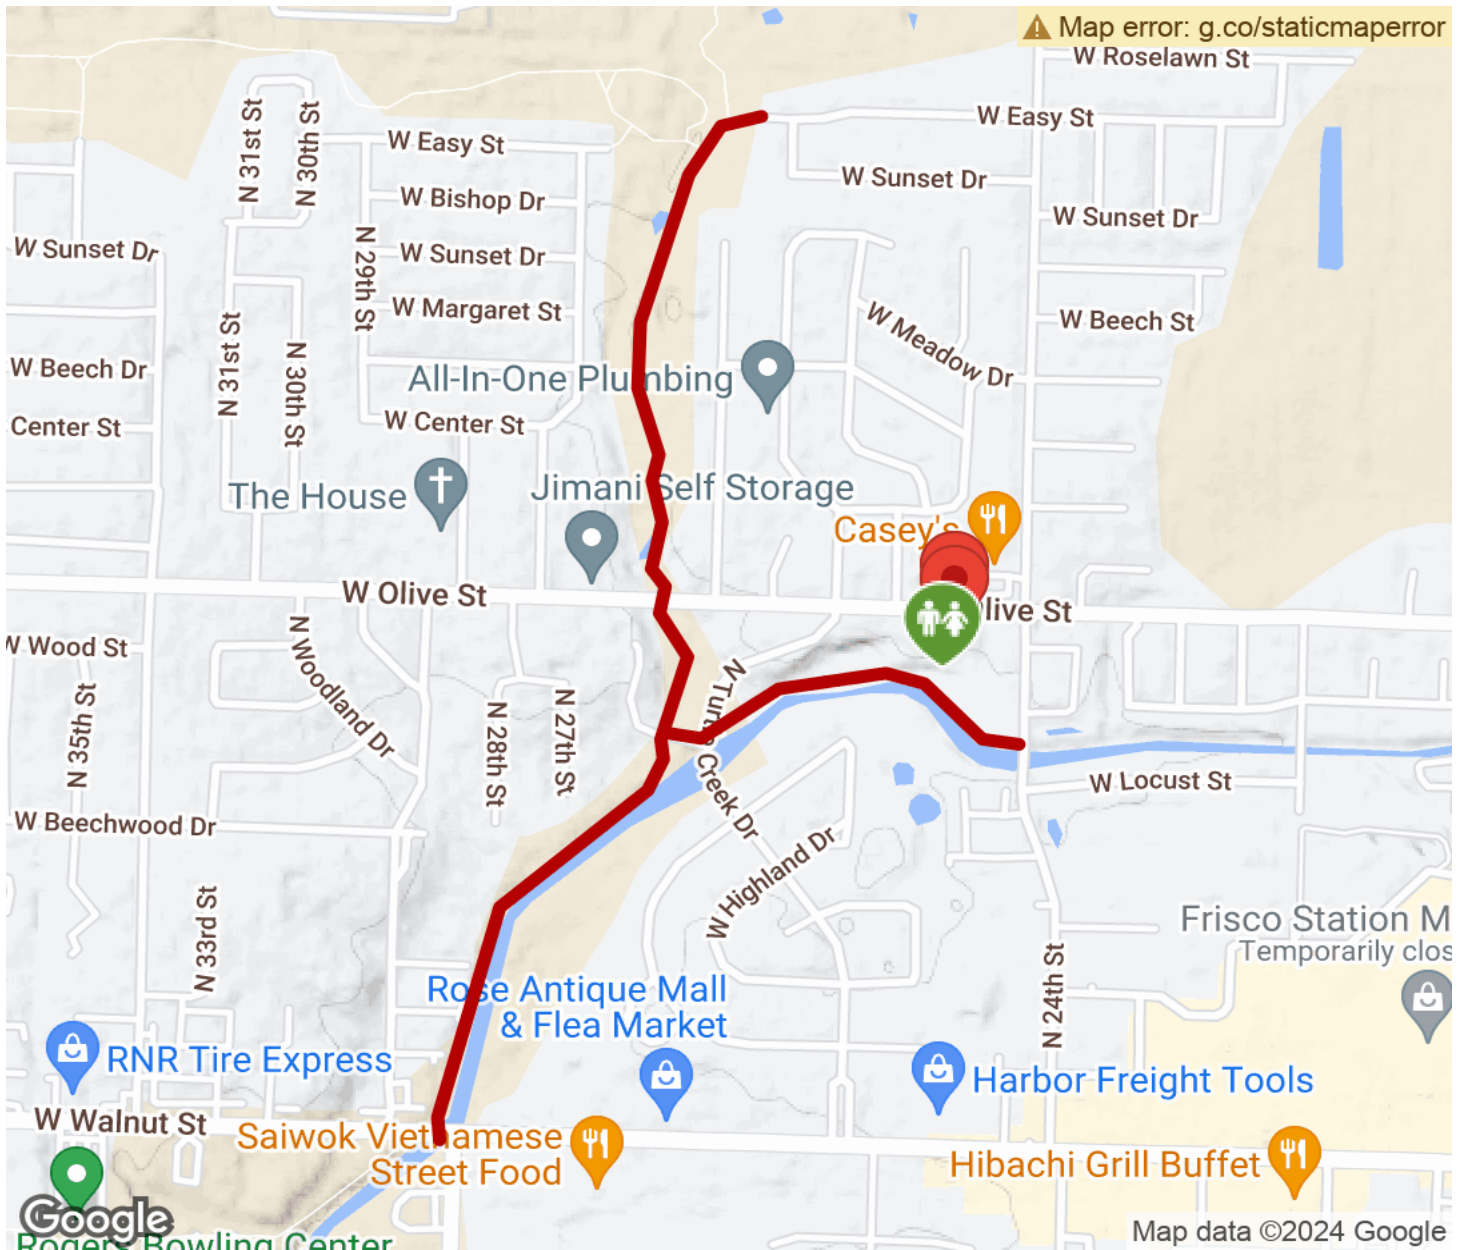 Map error: g.co/staticmaperror
W Roselawn St
W Easy St
W Easy St
N 31st St
N 30th St
W Bishop Dr
W Sunset Dr
W Sunset Dr
W Sunset Dr
W Sunset Dr
N 29th St
W Margaret St
W Meadow Dr
W Beech St
N 31st St
N 30th St
W Beech Dr
All-In-One Plumbing
Center St
W Center St
The House
Jimani Self Storage
Casey's
W Olive St
live St
W Wood St
N Woodland Dr
N 35th St
N 28th St
N 27th St
N Turtle Creek Dr
W Locust St
W Beechwood Dr
W Highland Dr
N 33rd St
Frisco Station M
Temporarily clos
N 24th St
Rose Antique Mall
& Flea Market
RNR Tire Express
Harbor Freight Tools
W Walnut St
Saiwok Vietnamese
Street Food
Hibachi Grill Buffet
Google
Rogers Bowling Center
Map data ©2024 Google